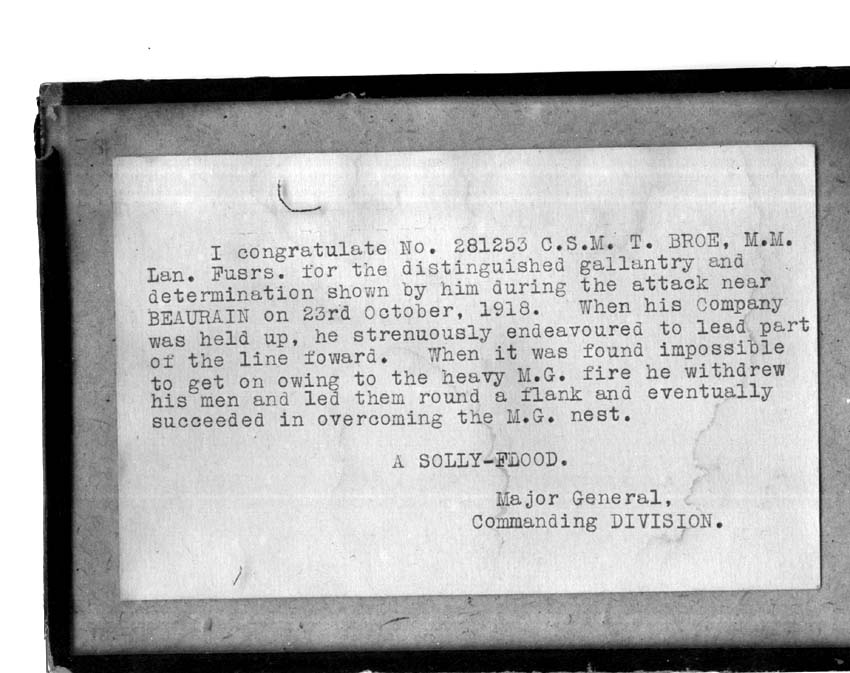 I congratulate No. 281253 C.S.M. T. BROE, M.M.
Lan. Fusrs. for the distinguished gallantry and
determination shown by him during the attack near
BEAURAIN on 23rd October, 1918. When his Company
was held up, he strenuously endeavoured to lead part
of the line foward. When it was found impossible
to get on owing to the heavy M.G. fire he withdrew
his men and led them round a flank and eventually
succeeded in overcoming the M.G. nest.
A SOLLY-FLOOD.
Major General,
Commanding DIVISION.